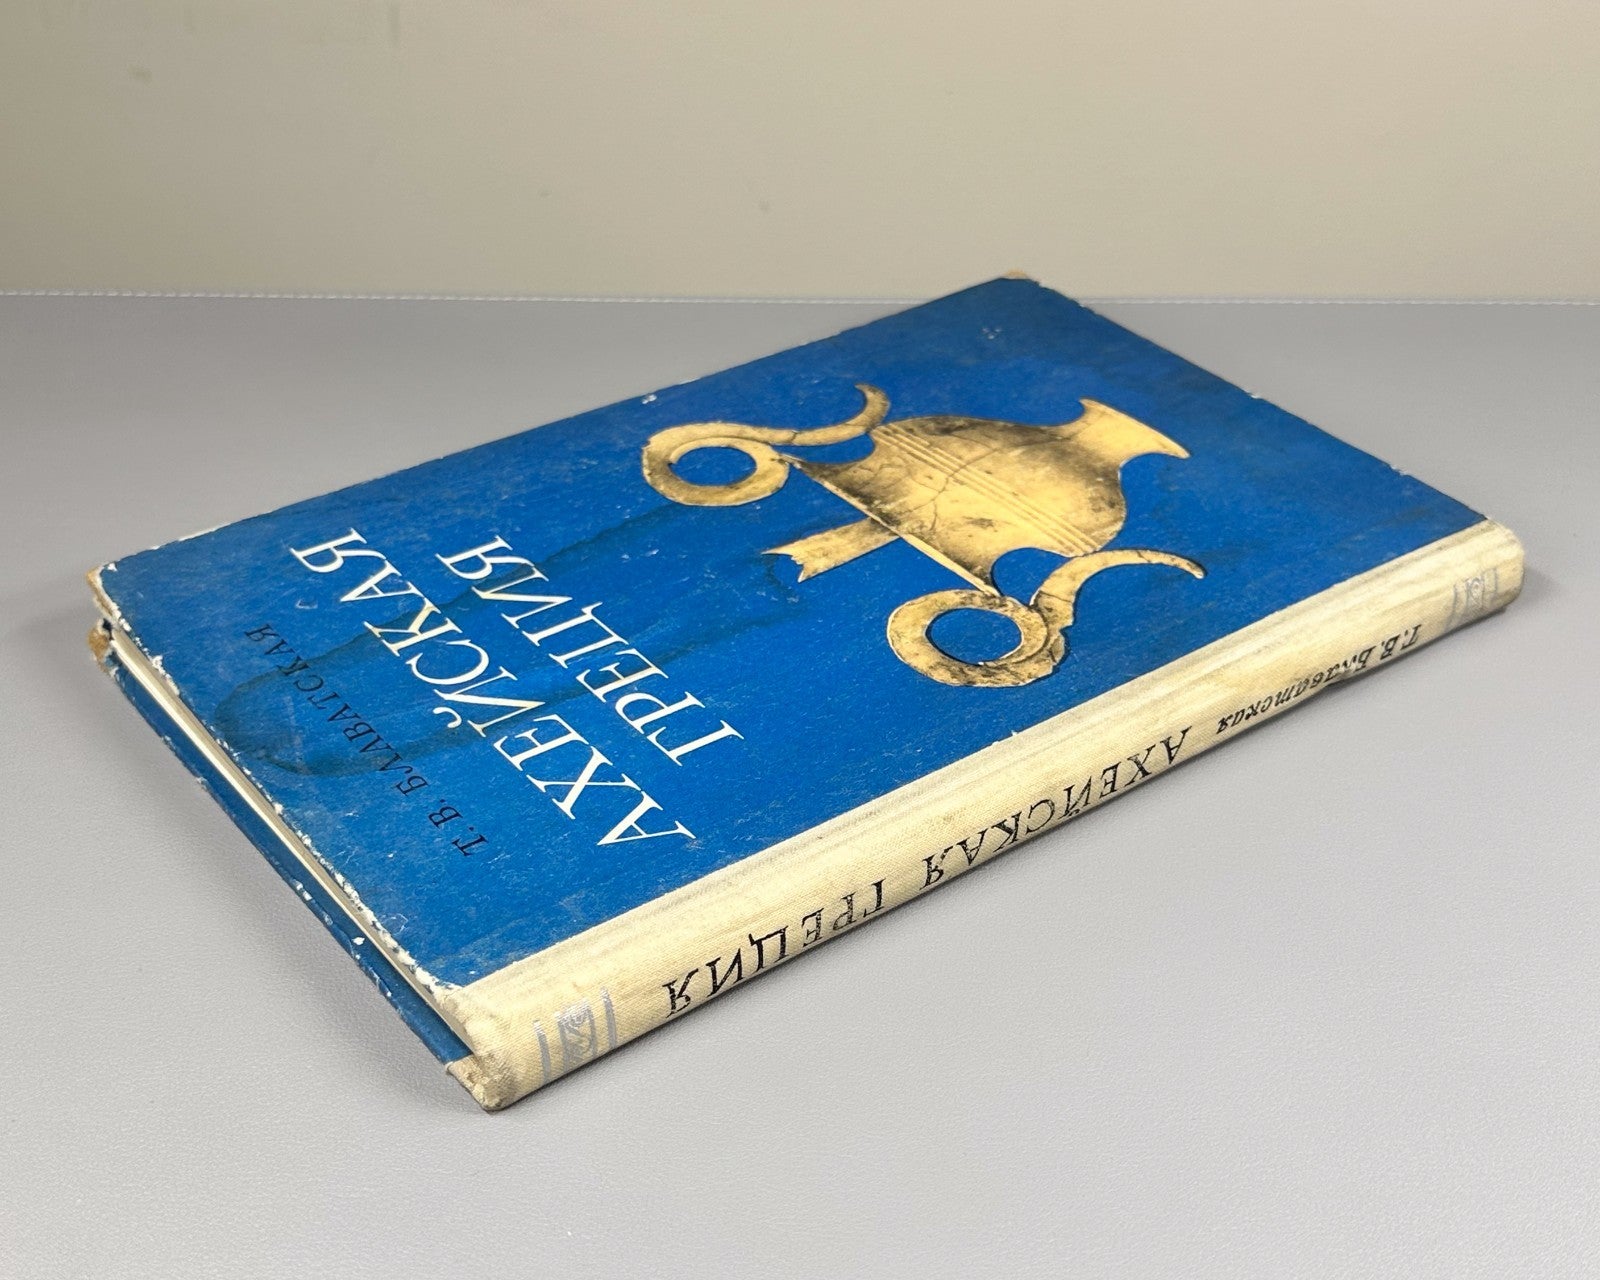 Т. В. БЛАВАТСКАЯ
АХЕЙСКАЯ
ГРЕЦИЯ
Т. В. Блаватская АХЕЙСКАЯ ГРЕЦИЯ